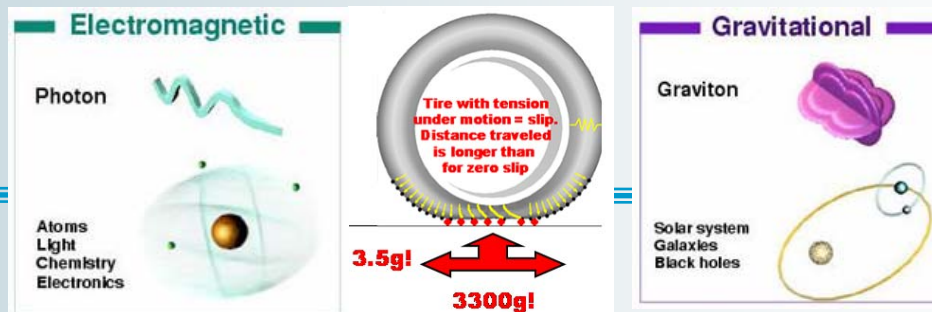 Electromagnetic
Photon
Atoms
Light
Chemistry
Electronics
Tire with tension
under motion = slip.
Distance traveled
is longer than
for zero slip
3.5g!
3300g!
Gravitational
Graviton
Solar system
Galaxies
Black holes